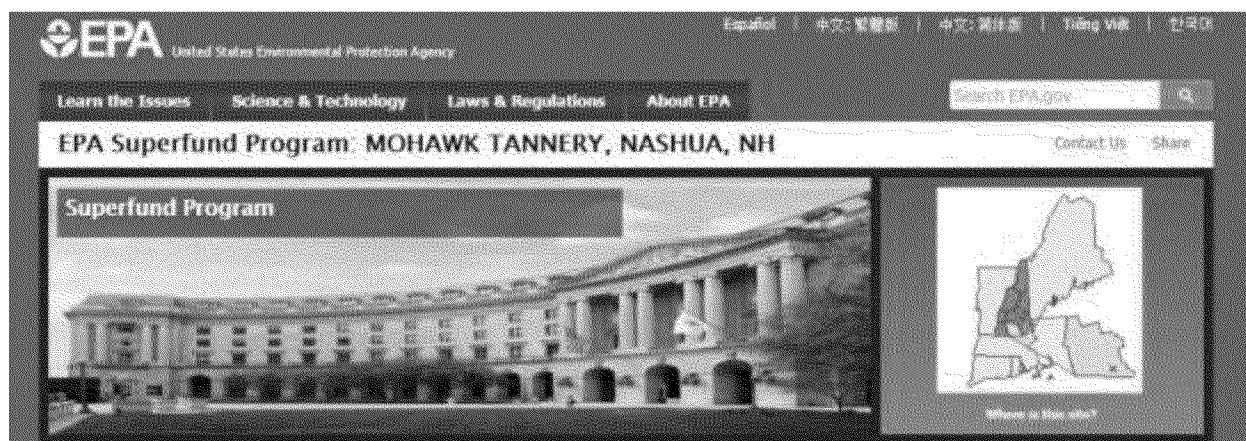 Español | 中文: 繁體版 | 中文: 简体版 | Tiếng Việt | 한국어
EPA United States Environmental Protection Agency
Learn the Issues Science & Technology Laws & Regulations About EPA
Search EPA.gov
EPA Superfund Program: MOHAWK TANNERY, NASHUA, NH
Contact Us Share
Superfund Program
Where is this site?